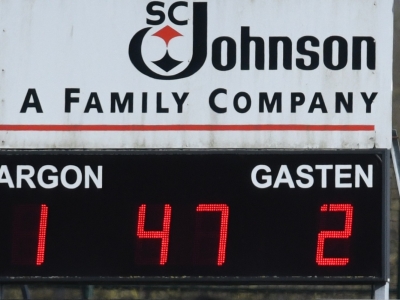 SC Johnson
A FAMILY COMPANY
ARGON GASTEN
1 47 2